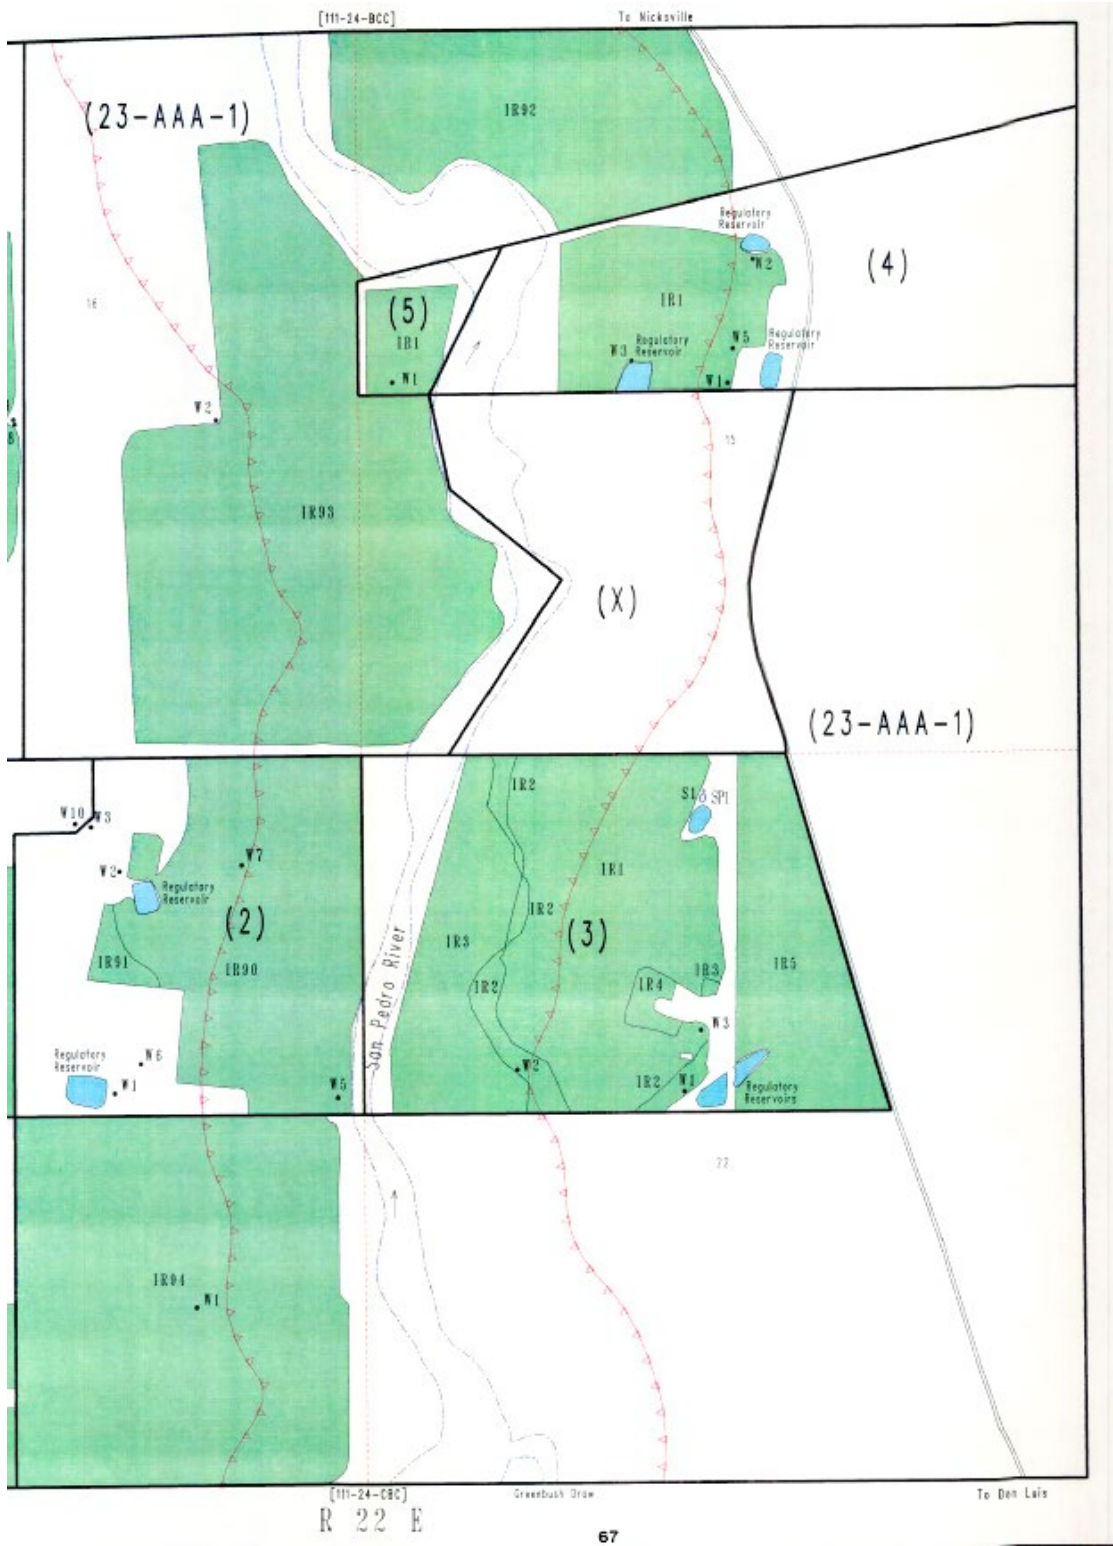 [111-24-BCC]
To Nicksville
(23-AAA-1)
IR92
Regulatory
Reservoir
W2
(4)
16
(5)
IR1
IR1
W3
Regulatory
Reservoir
W5
Regulatory
Reservoir
W1
W1
W2
15
8
IR93
(X)
(23-AAA-1)
IR2
S1
SP1
W10
W3
W2
W7
Regulatory
Reservoir
IR1
(2)
IR2
(3)
IR3
IR91
IR90
San Pedro River
IR2
IR4
IR3
IR5
W3
Regulatory
Reservoir
W6
W1
W5
W2
IR2
W1
Regulatory
Reservoirs
22
IR94
W1
[111-24-CBC]
Greenbush Draw
To Don Luis
R 22 E
67